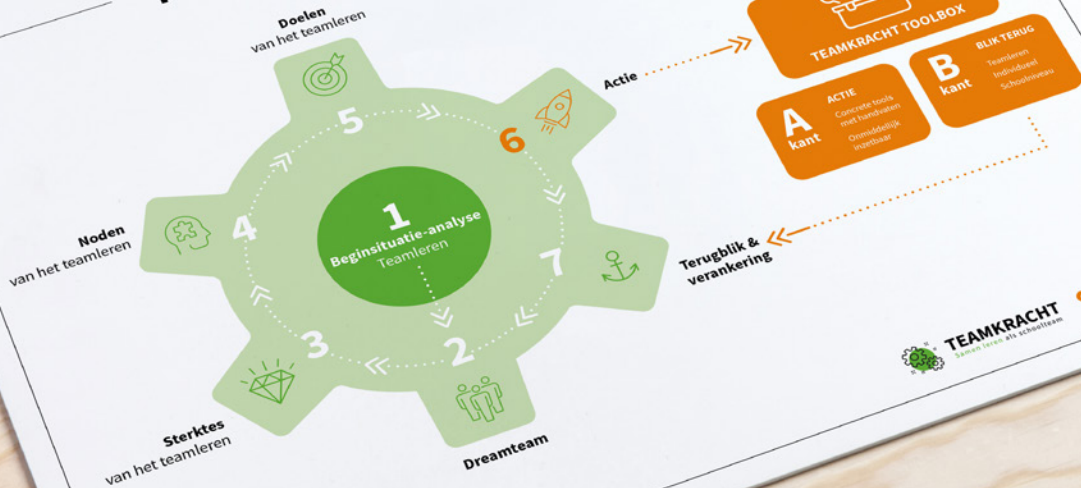 Doelen
van het teamleren
5
Actie
6
TEAMKRACHT TOOLBOX
A
kant
ACTIE
Concrete tools
met handvaten
Onmiddellijk
inzetbaar
B
kant
BLIK TERUG
Teamleren
Individueel
Schoolniveau
1
Beginsituatie-analyse
Teamleren
Noden
van het teamleren
4
7
Terugblik &
verankering
3
2
Sterktes
van het teamleren
Dreamteam
TEAMKRACHT
Samen leren als schoolteam